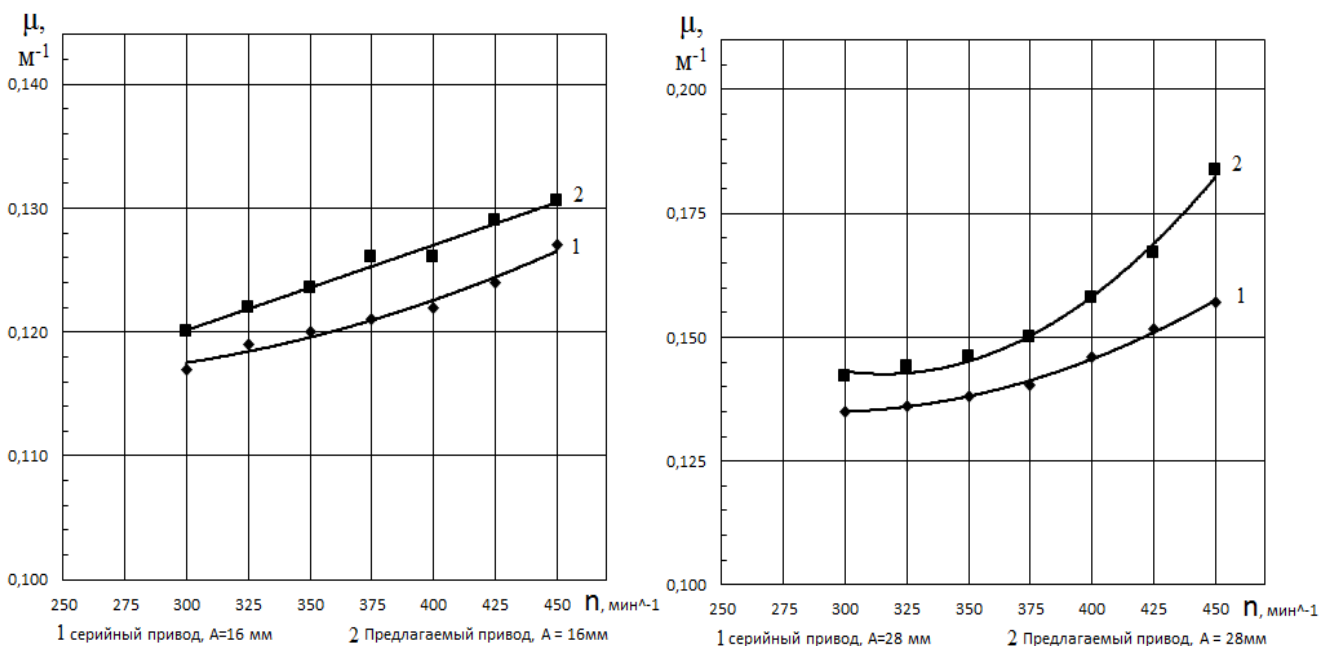 μ,
м⁻¹
0,140
0,130
0,120
0,110
0,100
2
1
250 275 300 325 350 375 400 425 450 n, мин^-1
1 серийный привод, А=16 мм 2 Предлагаемый привод, А = 16мм
μ,
м⁻¹
0,200
0,175
0,150
0,125
0,100
2
1
250 275 300 325 350 375 400 425 450 n, мин^-1
1 серийный привод, А=28 мм 2 Предлагаемый привод, А = 28мм